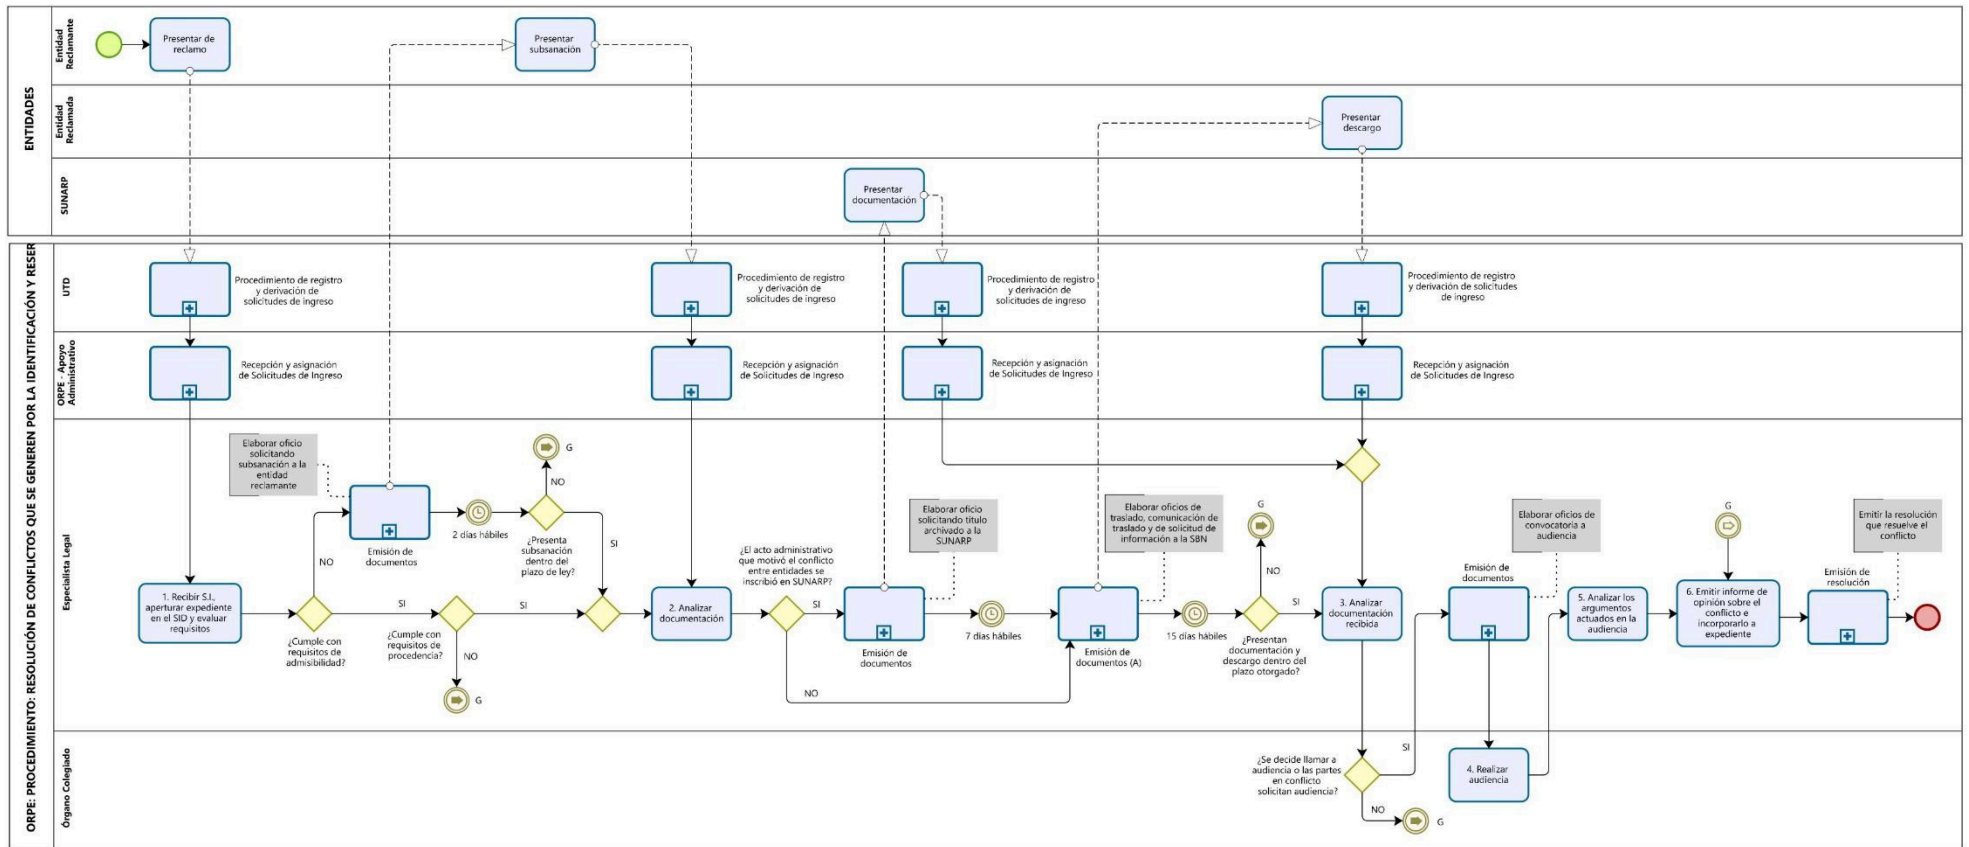 ENTIDADES
Entidad
Reclamante
Presentar de
reclamo
Presentar
subsanación
Entidad
Reclamada
Presentar
descargo
SUNARP
Presentar
documentación
ORPE: PROCEDIMIENTO: RESOLUCIÓN DE CONFLICTOS QUE SE GENEREN POR LA IDENTIFICACIÓN Y RESER
UTD
Procedimiento de registro
y derivación de
solicitudes de ingreso
Procedimiento de registro
y derivación de
solicitudes de ingreso
Procedimiento de registro
y derivación de
solicitudes de ingreso
Procedimiento de registro
y derivación de solicitudes
de ingreso
ORPE - Apoyo
Administrativo
Recepción y asignación
de Solicitudes de Ingreso
Recepción y asignación
de Solicitudes de Ingreso
Recepción y asignación
de Solicitudes de Ingreso
Recepción y asignación
de Solicitudes de Ingreso
Especialista Legal
1. Recibir S.I.,
aperturar expediente
en el SID y evaluar
requisitos
¿Cumple con
requisitos de
admisibilidad?
NO
Elaborar oficio
solicitando
subsanación a la
entidad
reclamante
Emisión de
documentos
2 días hábiles
¿Presenta
subsanación
dentro del
plazo de ley?
NO
G
SI
SI
¿Cumple con
requisitos de
procedencia?
SI
NO
G
2. Analizar
documentación
¿El acto administrativo
que motivó el conflicto
entre entidades se
inscribió en SUNARP?
SI
NO
Elaborar oficio
solicitando título
archivado a la
SUNARP
Emisión de
documentos
7 días hábiles
Elaborar oficios de
traslado, comunicación de
traslado y de solicitud de
información a la SBN
Emisión de
documentos (A)
15 días hábiles
G
NO
¿Presentan
documentación y
descargo dentro del
plazo otorgado?
SI
3. Analizar
documentación
recibida
Elaborar oficios de
convocatoria a
audiencia
Emisión de
documentos
5. Analizar los
argumentos
actuados en la
audiencia
G
6. Emitir informe de
opinión sobre el
conflicto e
incorporarlo a
expediente
Emitir la resolución
que resuelve el
conflicto
Emisión de
resolución
Órgano Colegiado
¿Se decide llamar a
audiencia o las partes
en conflicto
solicitan audiencia?
SI
NO
G
4. Realizar
audiencia